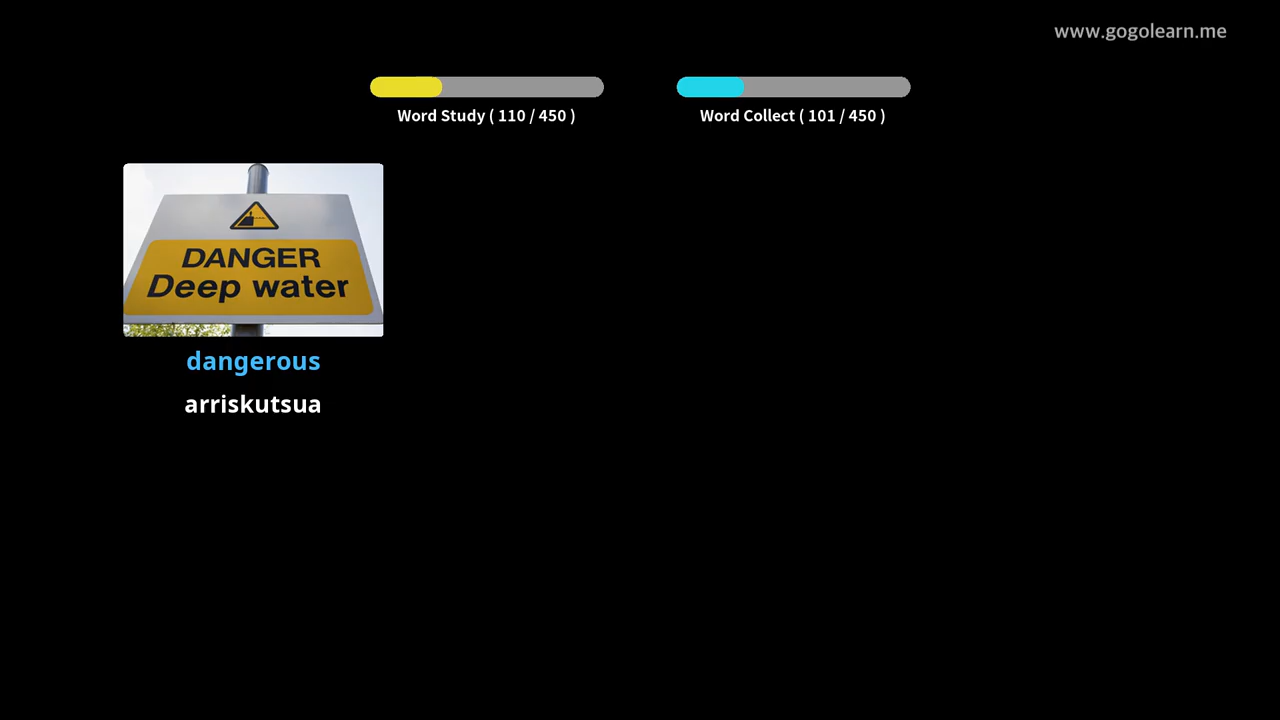 www.gogolearn.me
Word Study ( 110 / 450 )
Word Collect ( 101 / 450 )
DANGER
Deep water
dangerous
arriskutsua